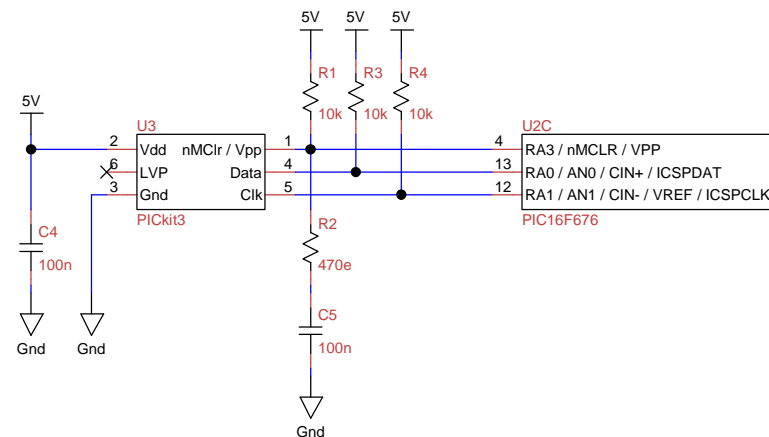 5V 5V 5V
R1 R3 R4
10k 10k 10k
5V
U3 U2C
2 Vdd nMClr / Vpp 1 4 RA3 / nMCLR / VPP
6 LVP Data 4 13 RA0 / AN0 / CIN+ / ICSPDAT
3 Gnd Clk 5 12 RA1 / AN1 / CIN- / VREF / ICSPCLK
PICkit3 PIC16F676
C4 R2
100n 470e
C5
Gnd Gnd 100n
Gnd